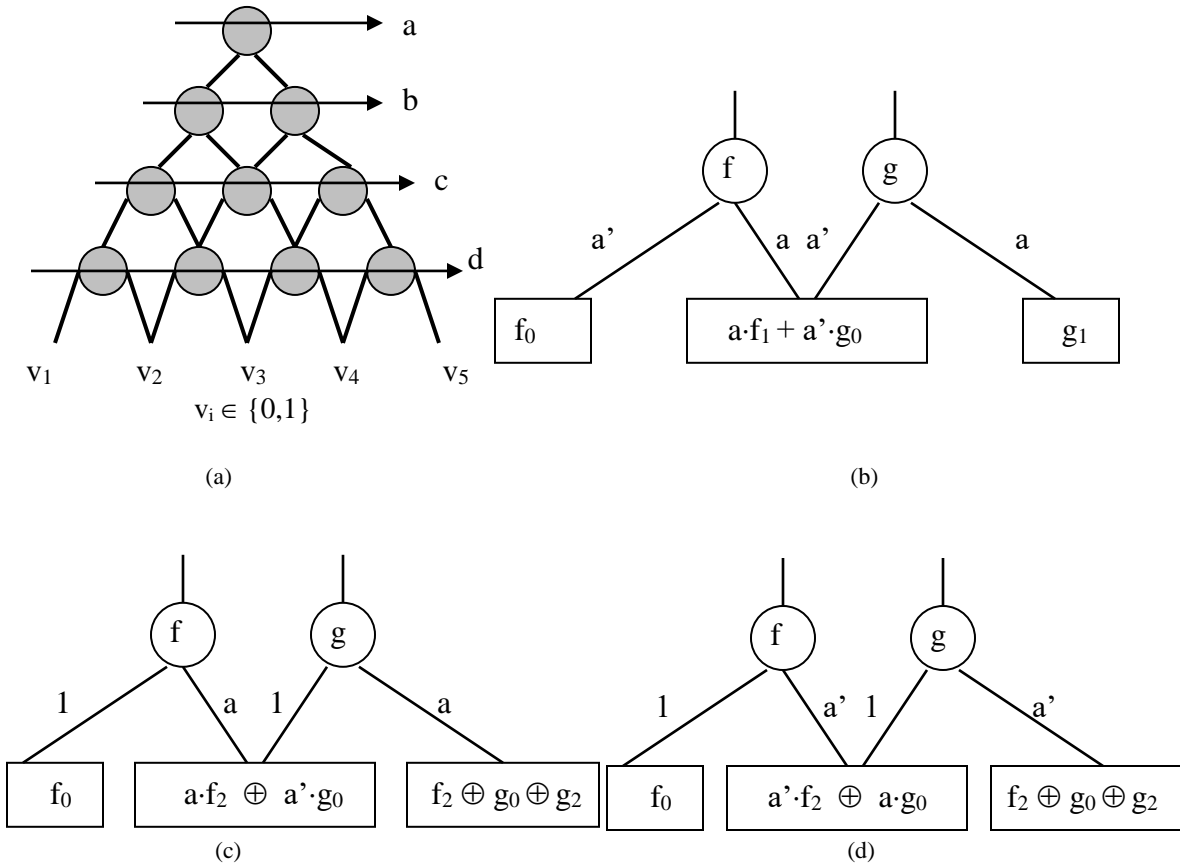 a
b
c
d
v₁ v₂ v₃ v₄ v₅
vᵢ ∈ {0,1}
(a)
f g
a’ a a’ a
f₀ a·f₁ + a’·g₀ g₁
(b)
f g
1 a 1 a
f₀ a·f₂ ⊕ a’·g₀ f₂ ⊕ g₀ ⊕ g₂
(c)
f g
1 a’ 1 a’
f₀ a’·f₂ ⊕ a·g₀ f₂ ⊕ g₀ ⊕ g₂
(d)